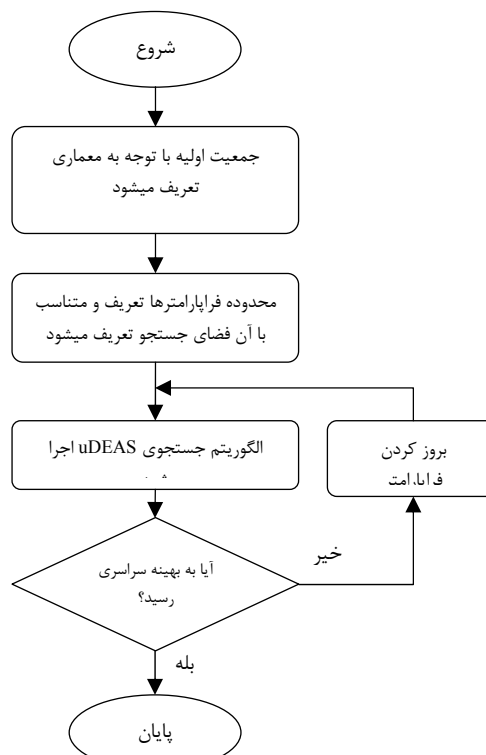 شروع
جمعیت اولیه با توجه به معماری
تعریف میشود
محدوده فراپارامترها تعریف و متناسب
با آن فضای جستجو تعریف میشود
الگوریتم جستجوی uDEAS اجرا
بروز کردن
آیا به بهینه سراسری
رسید؟
خیر
بله
پایان